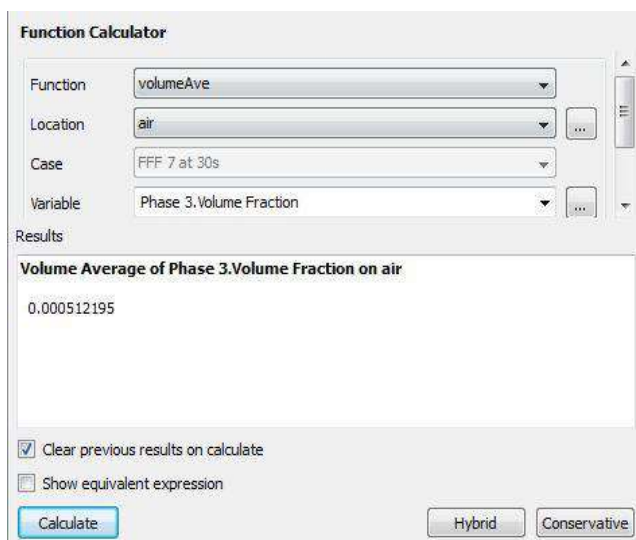 Function Calculator
Function volumeAve
Location air ...
Case FFF 7 at 30s
Variable Phase 3.Volume Fraction ...
Results
Volume Average of Phase 3.Volume Fraction on air
0.000512195
Clear previous results on calculate
Show equivalent expression
Calculate Hybrid Conservative